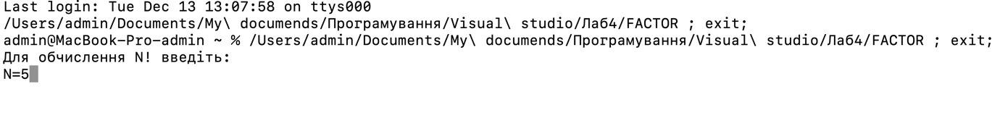 Last login: Tue Dec 13 13:07:58 on ttys000
/Users/admin/Documents/My\ documends/Програмування/Visual\ studio/Лаб4/FACTOR ; exit;
admin@MacBook-Pro-admin ~ % /Users/admin/Documents/My\ documends/Програмування/Visual\ studio/Лаб4/FACTOR ; exit;
Для обчислення N! введіть:
N=5